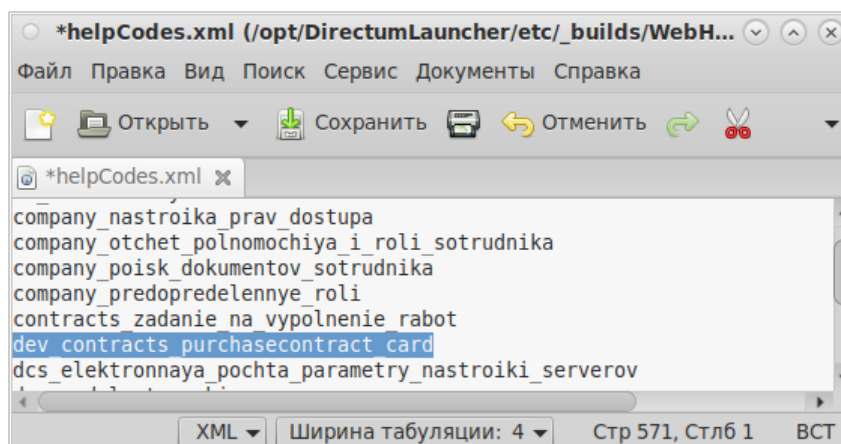 *helpCodes.xml (/opt/DirectumLauncher/etc/_builds/WebH...
Файл Правка Вид Поиск Сервис Документы Справка
Открыть Сохранить Отменить
*helpCodes.xml
company_nastroika_prav_dostupa
company_otchet_polnomochiya_i_roli_sotrudnika
company_poisk_dokumentov_sotrudnika
company_predopredelennye_roli
contracts_zadanie_na_vypolnenie_rabot
dev_contracts_purchasecontract_card
dcs_elektronnaya_pochta_parametry_nastroiki_serverov
XML Ширина табуляции: 4 Стр 571, Стлб 1 ВСТ